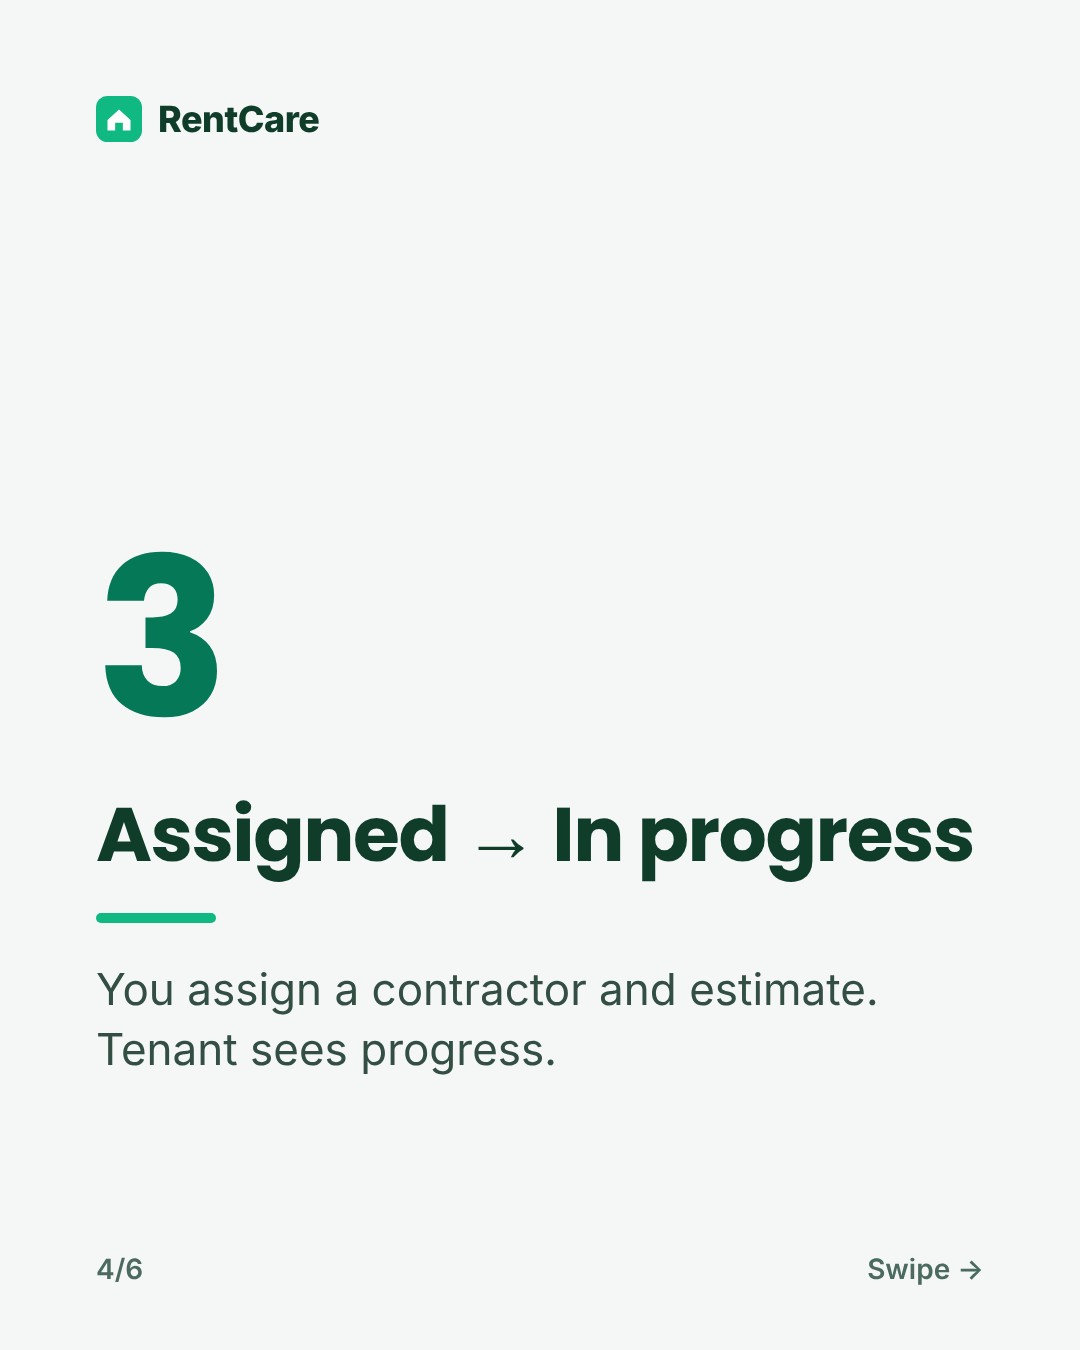 RentCare
3
Assigned → In progress
You assign a contractor and estimate.
Tenant sees progress.
4/6
Swipe →